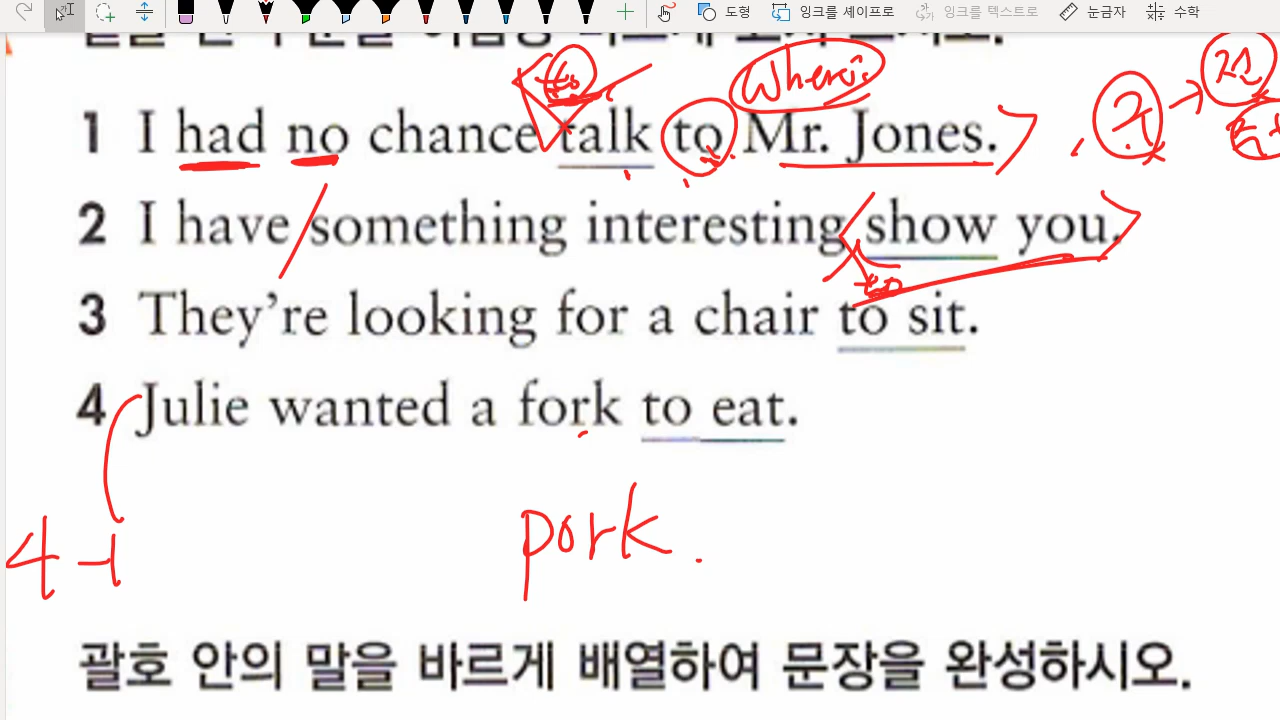 도형 잉크를 셰이프로 잉크를 텍스트로 눈금자 수학
to Where is
1 I had no chance talk to Mr. Jones.
2 I have something interesting show you.
to
3 They're looking for a chair to sit.
4 Julie wanted a fork to eat.
4-1 pork.
괄호 안의 말을 바르게 배열하여 문장을 완성하시오.